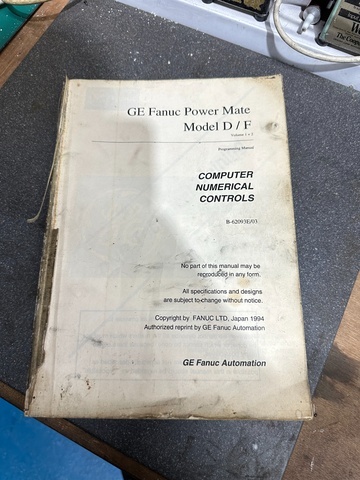 GE Fanuc Power Mate
Model D / F
Volume 1 of 2
Programming Manual
COMPUTER
NUMERICAL
CONTROLS
B-62093E/03
No part of this manual may be
reproduced in any form.
All specifications and designs
are subject to change without notice.
Copyright by FANUC LTD, Japan 1994
Authorized reprint by GE Fanuc Automation
GE Fanuc Automation